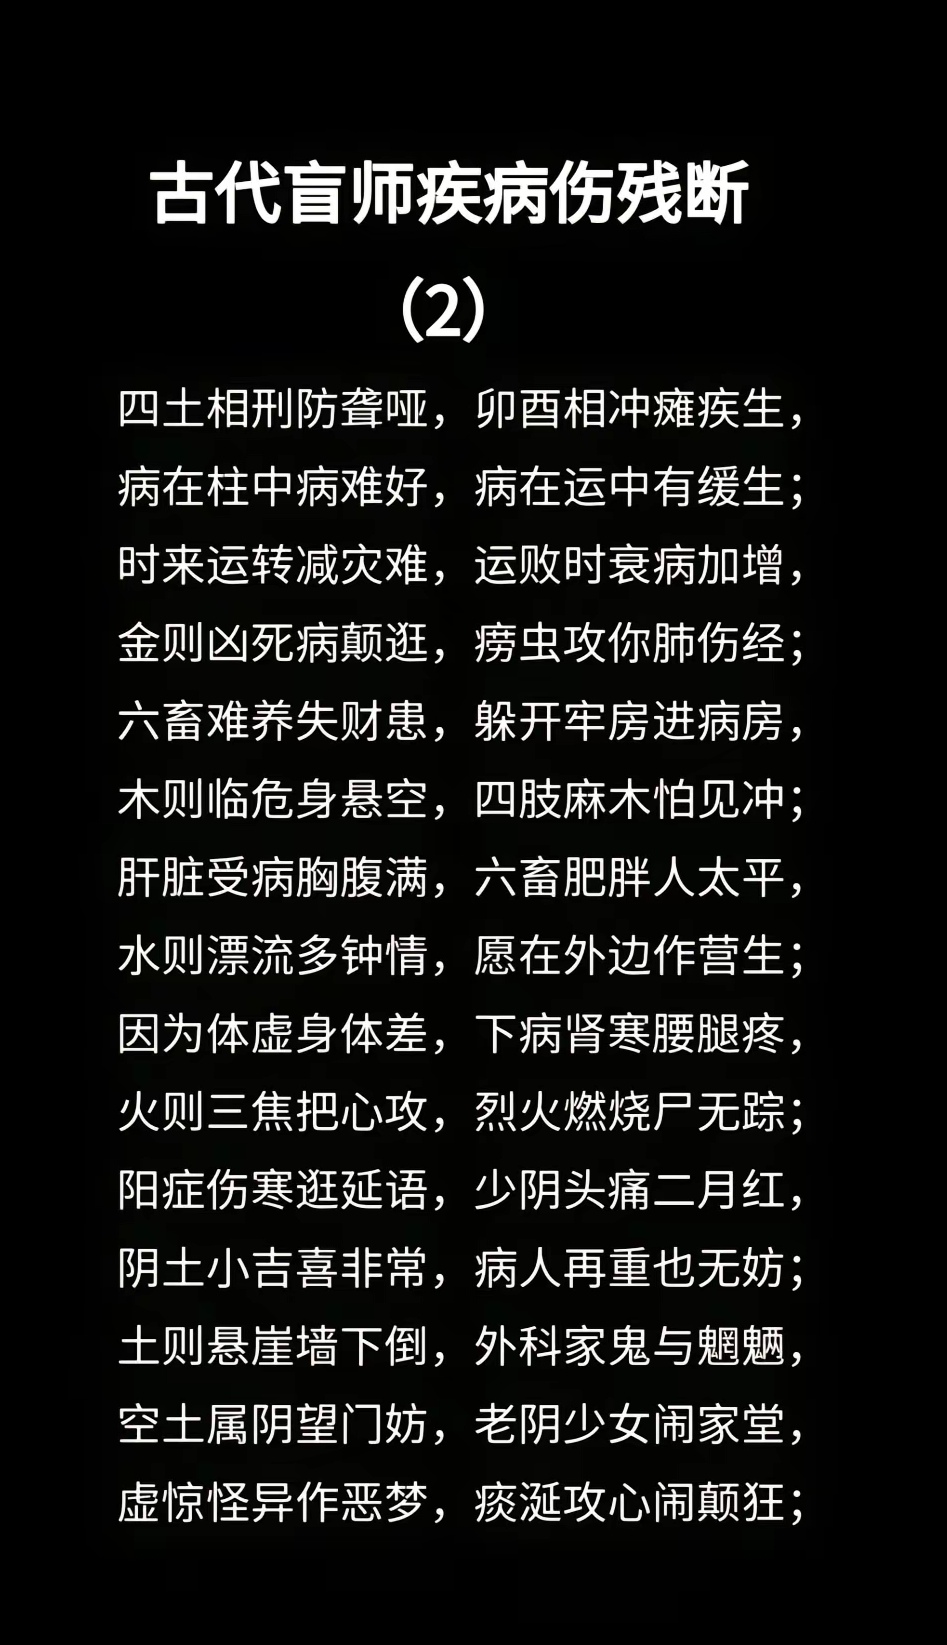 古代盲师疾病伤残断
（2）
四土相刑防聋哑，卯酉相冲瘫疾生，
病在柱中病难好，病在运中有缓生；
时来运转减灾难，运败时衰病加增，
金则凶死病颠逛，痨虫攻你肺伤经；
六畜难养失财患，躲开牢房进病房，
木则临危身悬空，四肢麻木怕见冲；
肝脏受病胸腹满，六畜肥胖人太平，
水则漂流多钟情，愿在外边作营生；
因为体虚身体差，下病肾寒腰腿疼，
火则三焦把心攻，烈火燃烧尸无踪；
阳症伤寒逛延语，少阴头痛二月红，
阴土小吉喜非常，病人再重也无妨；
土则悬崖墙下倒，外科家鬼与魍魉，
空土属阴望门妨，老阴少女闹家堂，
虚惊怪异作恶梦，痰涎攻心闹颠狂；